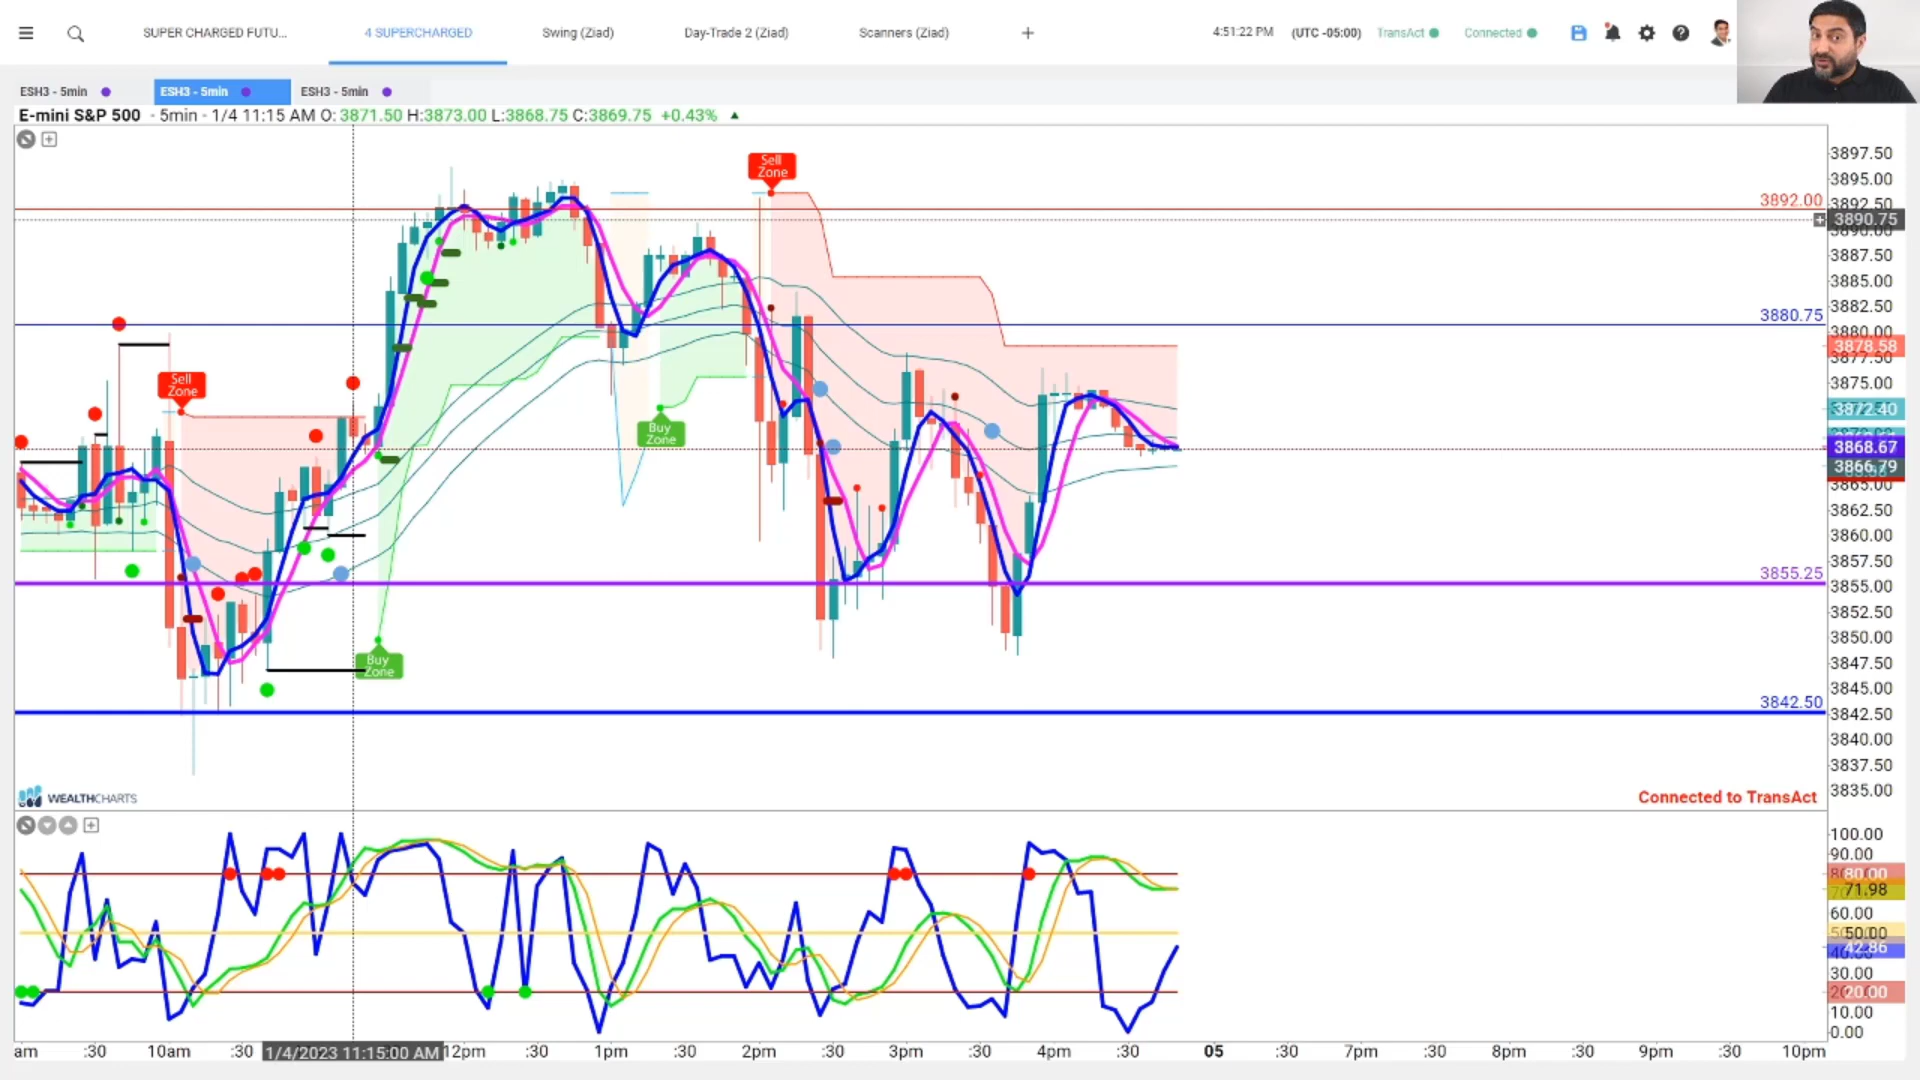 SUPER CHARGED FUTU...
4 SUPERCHARGED
Swing (Ziad)
Day-Trade 2 (Ziad)
Scanners (Ziad)
+
4:51:22 PM (UTC -05:00) TransAct Connected
ESH3 - 5min
ESH3 - 5min
ESH3 - 5min
E-mini S&P 500 - 5min - 1/4 11:15 AM O: 3871.50 H:3873.00 L:3868.75 C:3869.75 +0.43%
Sell Zone
Sell Zone
Buy Zone
Buy Zone
3892.00
3880.75
3855.25
3842.50
3897.50
3895.00
3892.50
3890.75
3890.00
3887.50
3885.00
3882.50
3880.00
3878.58
3877.50
3875.00
3872.40
3868.67
3866.79
3865.00
3862.50
3860.00
3857.50
3855.00
3852.50
3850.00
3847.50
3845.00
3842.50
3840.00
3837.50
3835.00
WEALTHCHARTS
Connected to TransAct
100.00
90.00
80.00
71.98
60.00
50.00
42.86
30.00
20.00
10.00
0.00
am :30 10am :30 1/4/2023 11:15:00 AM 12pm :30 1pm :30 2pm :30 3pm :30 4pm :30 05 :30 7pm :30 8pm :30 9pm :30 10pm